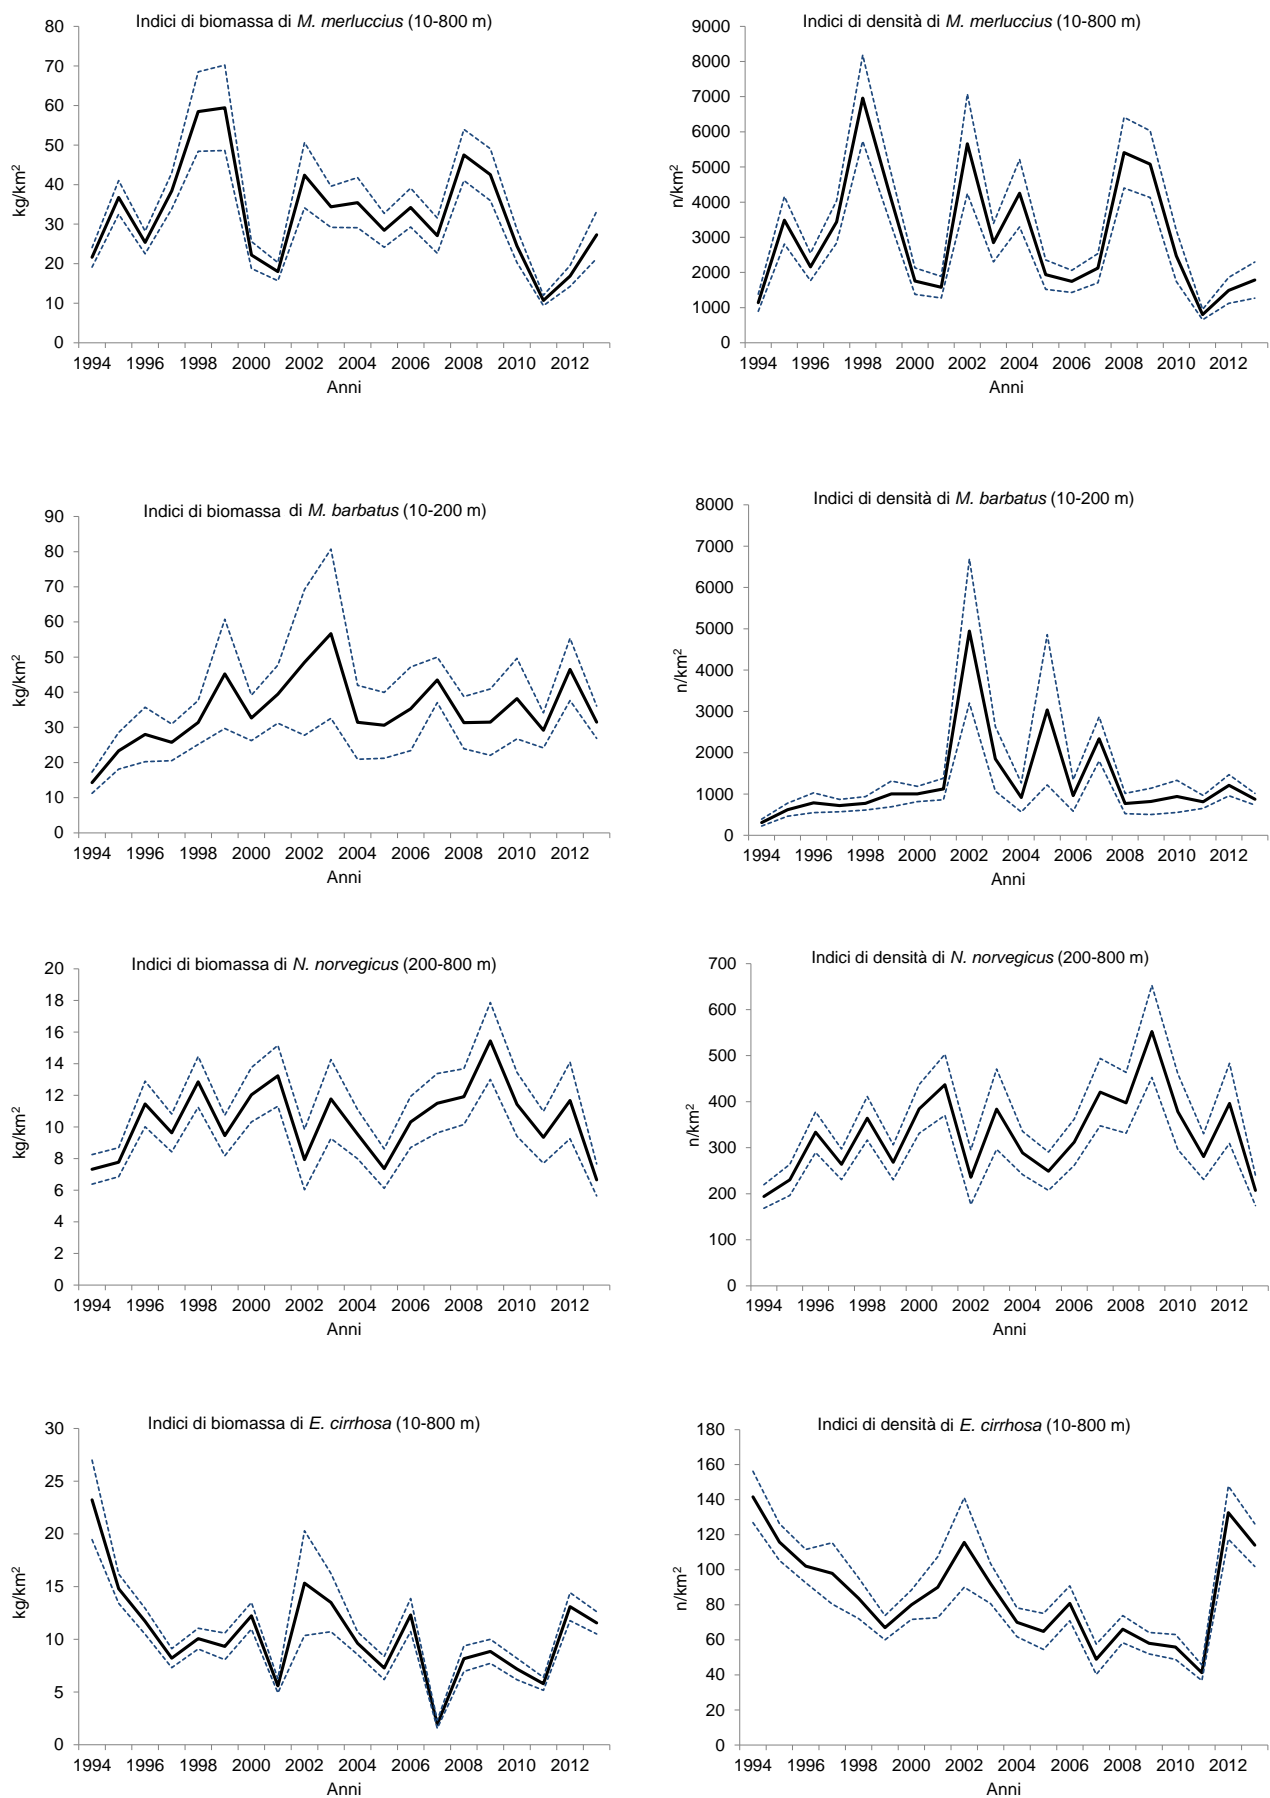 Indici di biomassa di M. merluccius (10-800 m)
80
70
60
50
40
30
20
10
0
kg/km²
1994 1996 1998 2000 2002 2004 2006 2008 2010 2012
Anni
Indici di densità di M. merluccius (10-800 m)
9000
8000
7000
6000
5000
4000
3000
2000
1000
0
n/km²
1994 1996 1998 2000 2002 2004 2006 2008 2010 2012
Anni
Indici di biomassa di M. barbatus (10-200 m)
90
80
70
60
50
40
30
20
10
0
kg/km²
1994 1996 1998 2000 2002 2004 2006 2008 2010 2012
Anni
Indici di densità di M. barbatus (10-200 m)
8000
7000
6000
5000
4000
3000
2000
1000
0
n/km²
1994 1996 1998 2000 2002 2004 2006 2008 2010 2012
Anni
Indici di biomassa di N. norvegicus (200-800 m)
20
18
16
14
12
10
8
6
4
2
0
kg/km²
1994 1996 1998 2000 2002 2004 2006 2008 2010 2012
Anni
Indici di densità di N. norvegicus (200-800 m)
700
600
500
400
300
200
100
0
n/km²
1994 1996 1998 2000 2002 2004 2006 2008 2010 2012
Anni
Indici di biomassa di E. cirrhosa (10-800 m)
30
25
20
15
10
5
0
kg/km²
1994 1996 1998 2000 2002 2004 2006 2008 2010 2012
Anni
Indici di densità di E. cirrhosa (10-800 m)
180
160
140
120
100
80
60
40
20
0
n/km²
1994 1996 1998 2000 2002 2004 2006 2008 2010 2012
Anni